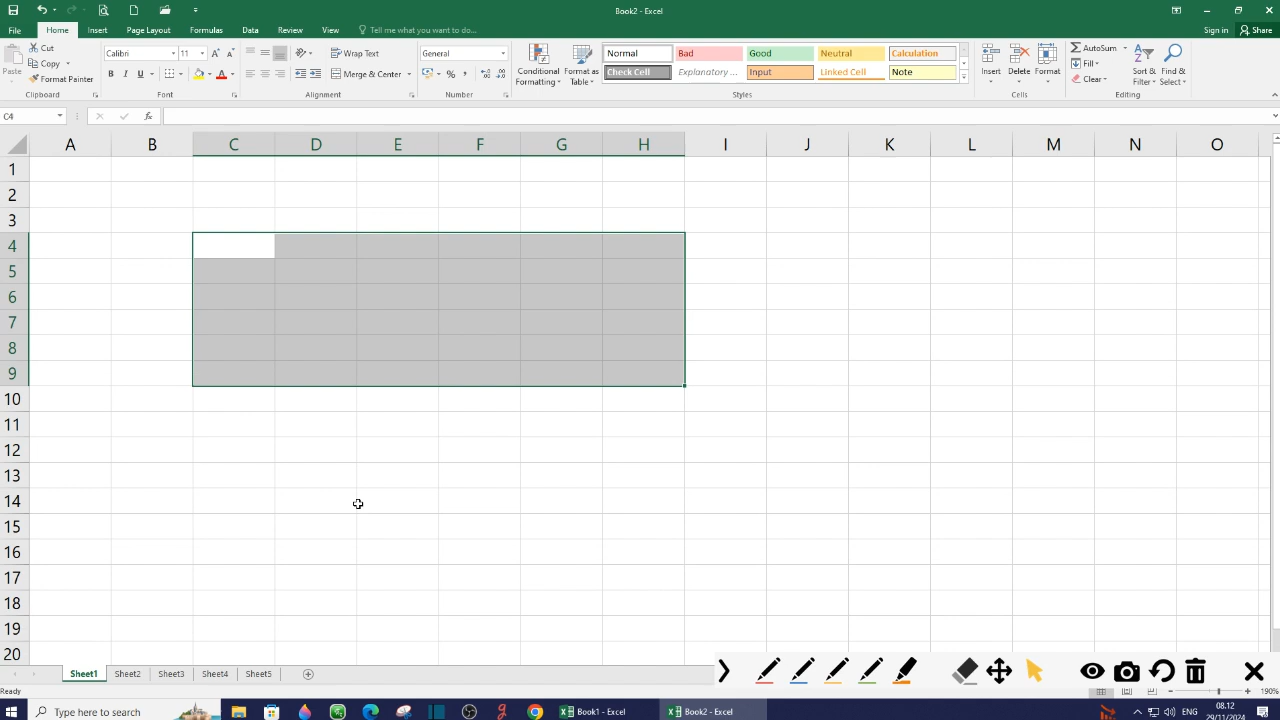 Book2 - Excel
File Home Insert Page Layout Formulas Data Review View Tell me what you want to do... Sign in Share
Cut
Copy
Format Painter
Paste
Clipboard
Calibri 11
B I U
Font
Wrap Text
Merge & Center
Alignment
General
%
Number
Conditional Formatting
Format as Table
Normal Bad Good Neutral Calculation
Check Cell Explanatory ... Input Linked Cell Note
Styles
Insert Delete Format
Cells
AutoSum
Fill
Clear
Sort & Filter
Find & Select
Editing
C4
A B C D E F G H I J K L M N O
1
2
3
4
5
6
7
8
9
10
11
12
13
14
15
16
17
18
19
20
Sheet1 Sheet2 Sheet3 Sheet4 Sheet5
Ready
190%
Type here to search
Book1 - Excel
Book2 - Excel
ENG
08.12
29/11/2024